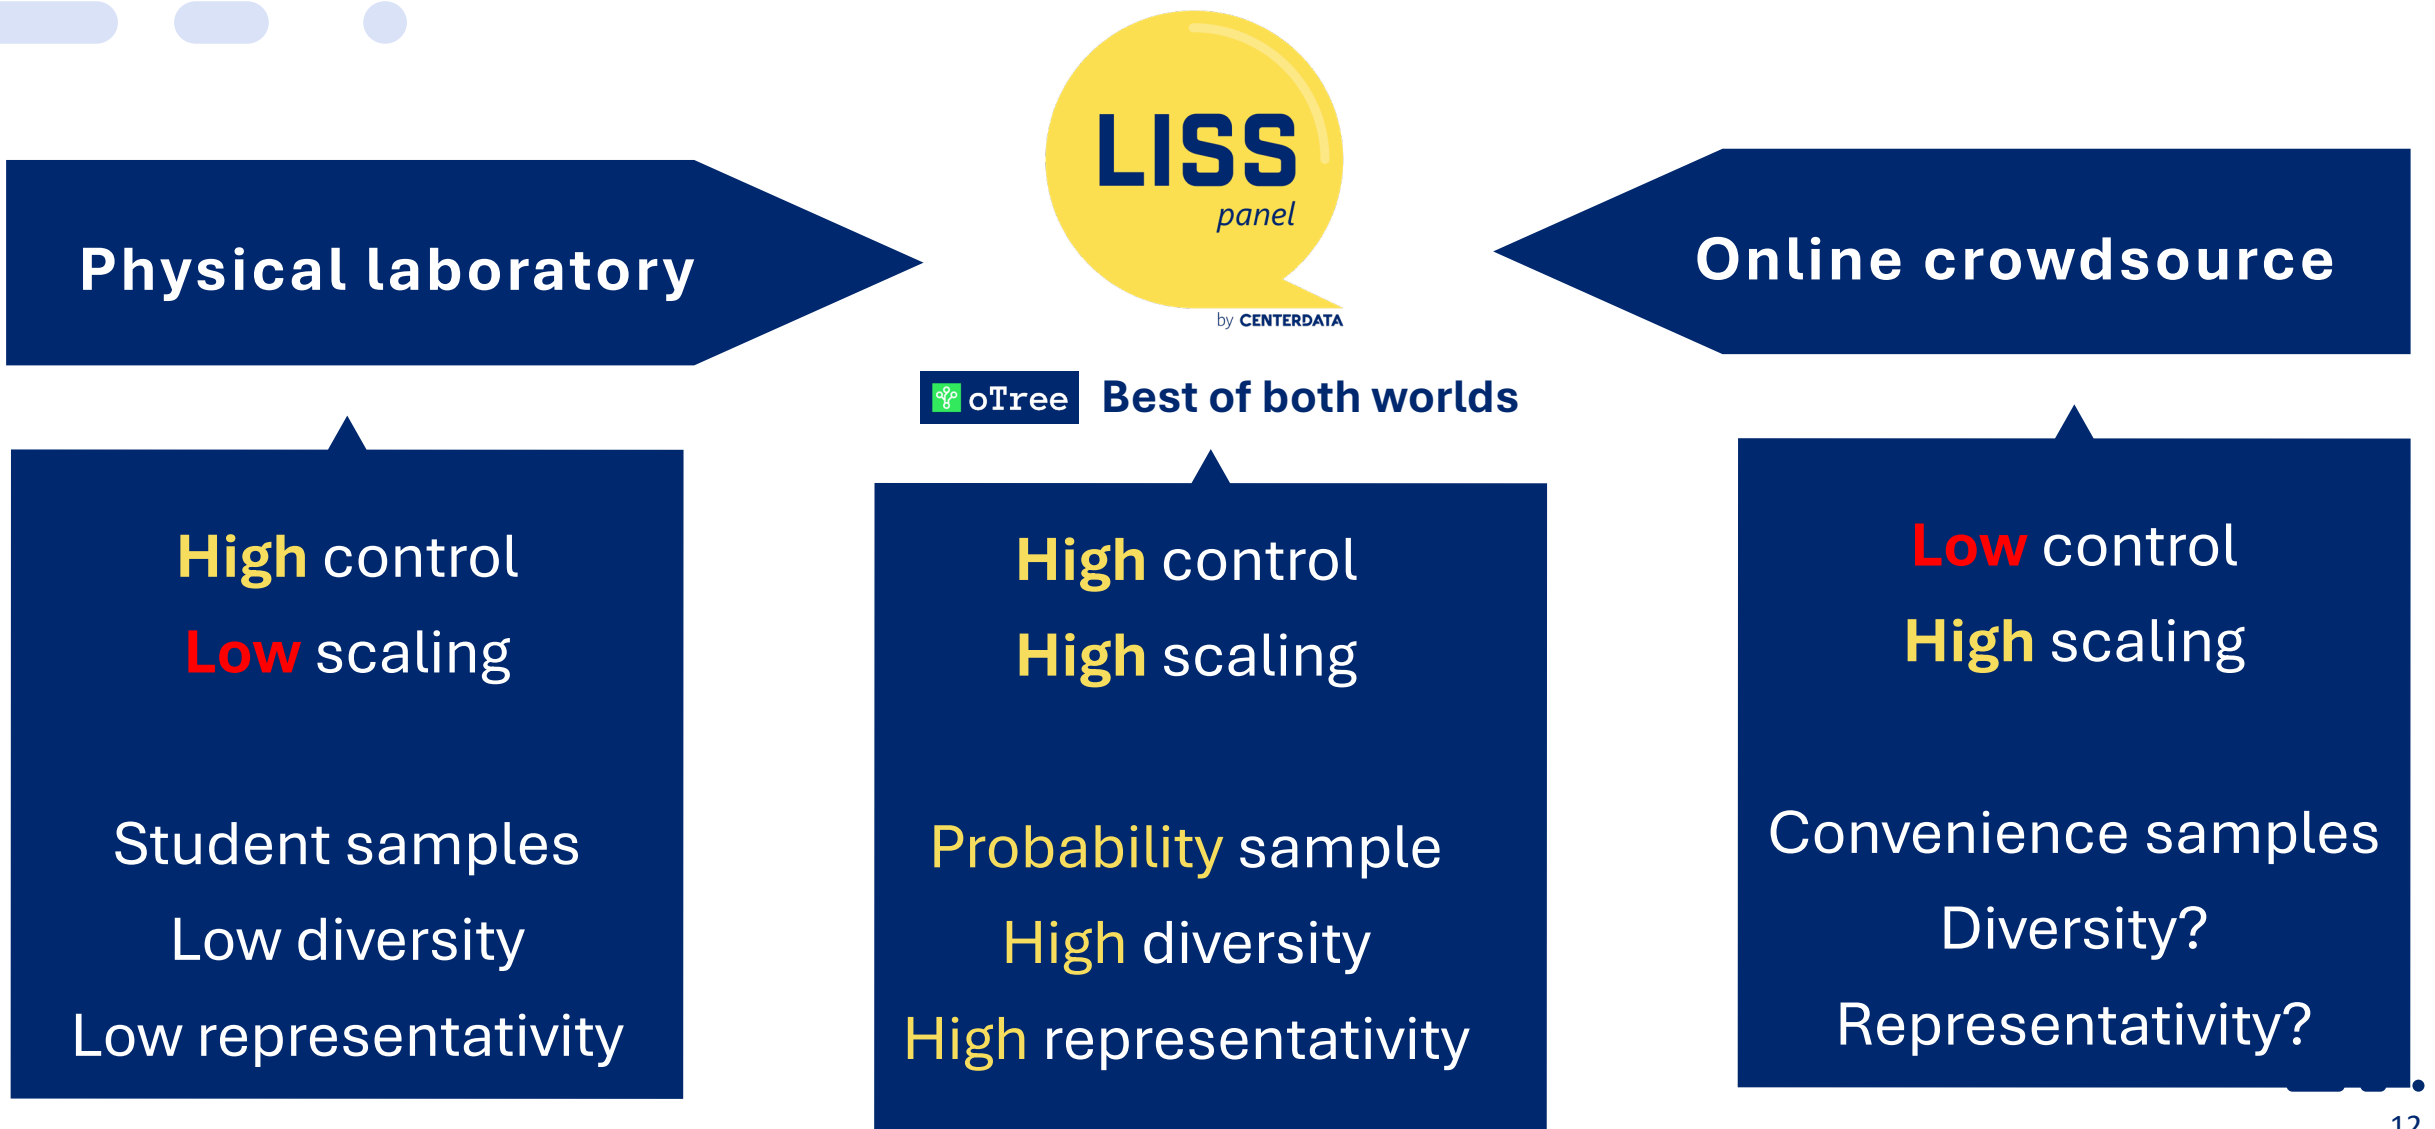 LISS
panel
by CENTERDATA
Physical laboratory
Online crowdsource
oTree Best of both worlds
High control
Low scaling
Student samples
Low diversity
Low representativity
High control
High scaling
Probability sample
High diversity
High representativity
Low control
High scaling
Convenience samples
Diversity?
Representativity?
12